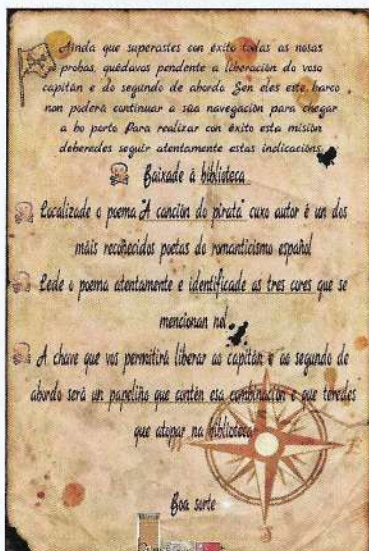 Ainda que superastes con éxito todas as nosas
probas, quédavos pendente a liberación do voso
capitán e do segundo de abordo. Sen eles este barco
non poderá continuar a súa navegación para chegar
a bo porto. Para realizar con éxito esta misión
deberedes seguir atentamente estas indicacións
Baixade á biblioteca
Localizade o poema "A canción do pirata" cuxo autor é un dos
máis recoñecidos poetas do romanticismo español
Lede o poema atentamente e identificade as tres cores que se
mencionan nel
A chave que vos permitirá liberar ao capitán e ao segundo de
abordo será un papeliño que contén esa combinación e que teredes
que atopar na biblioteca
Boa sorte